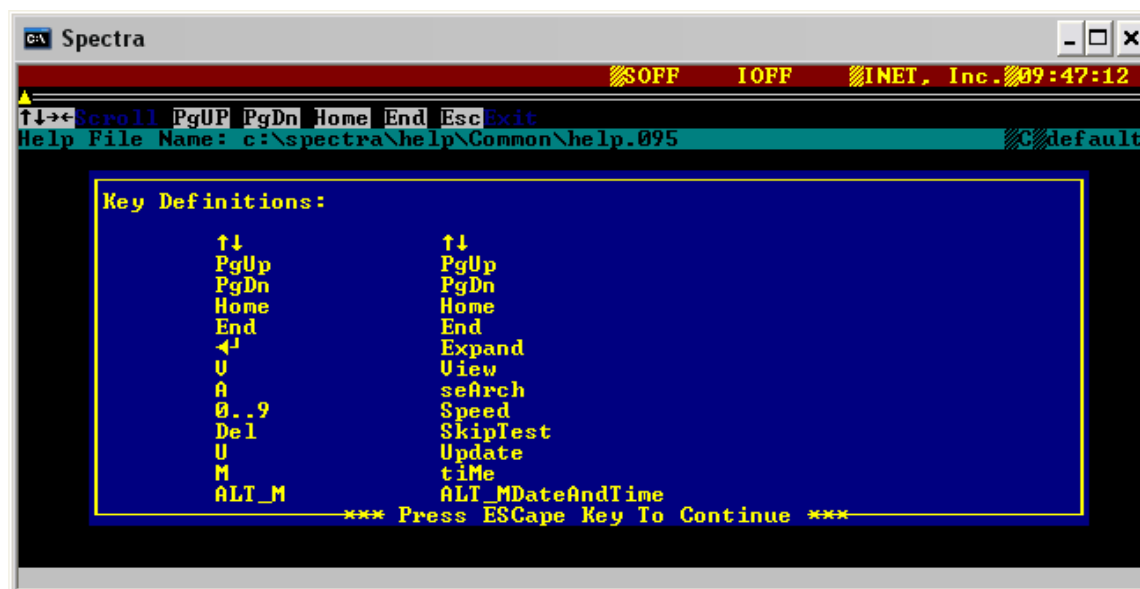 Spectra
SOFF IOFF INET, Inc. 09:47:12
↑↓→← Scroll PgUP PgDn Home End Esc Exit
Help File Name: c:\spectra\help\Common\help.095 C default
Key Definitions:
↑↓ ↑↓
PgUp PgUp
PgDn PgDn
Home Home
End End
↵ Expand
V View
A seArch
0..9 Speed
Del SkipTest
U Update
M tiMe
ALT_M ALT_MDateAndTime
*** Press ESCape Key To Continue ***